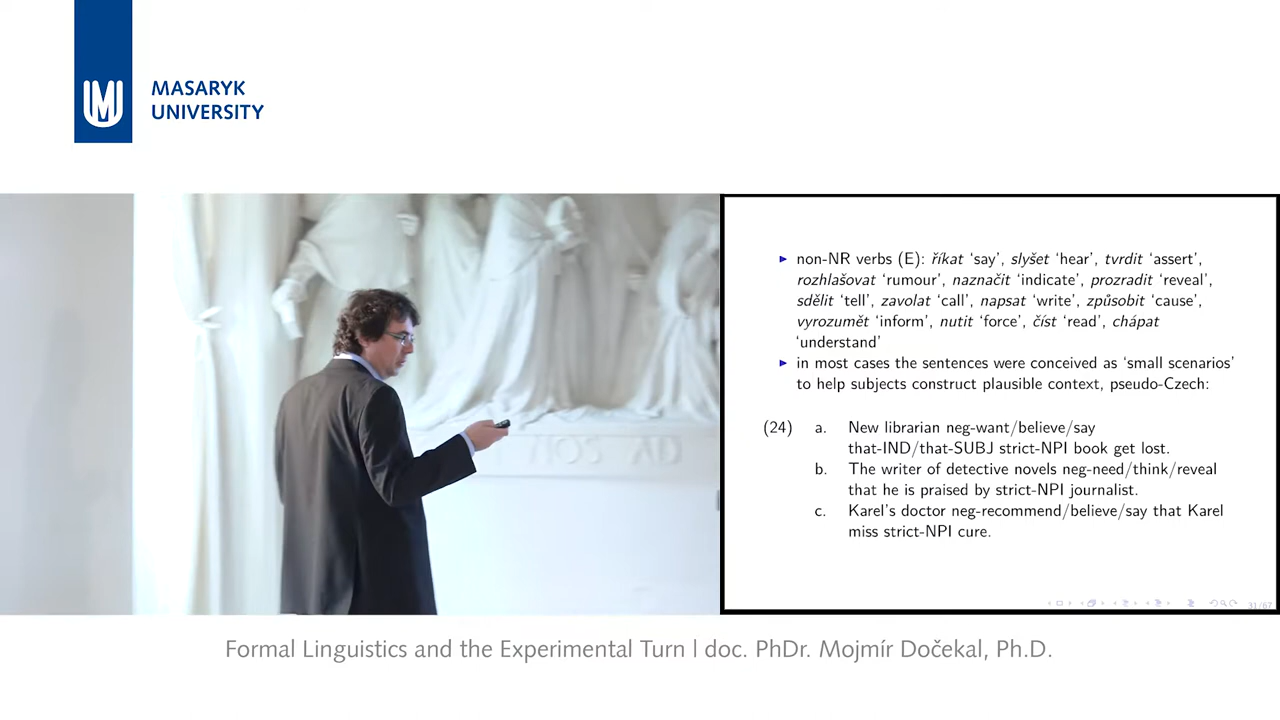 MASARYK
UNIVERSITY
HOS AD
▶ non-NR verbs (E): říkat ‘say’, slyšet ‘hear’, tvrdit ‘assert’,
rozhlašovat ‘rumour’, naznačit ‘indicate’, prozradit ‘reveal’,
sdělit ‘tell’, zavolat ‘call’, napsat ‘write’, způsobit ‘cause’,
vyrozumět ‘inform’, nutit ‘force’, číst ‘read’, chápat
‘understand’
▶ in most cases the sentences were conceived as ‘small scenarios’
to help subjects construct plausible context, pseudo-Czech:
(24) a. New librarian neg-want/believe/say
that-IND/that-SUBJ strict-NPI book get lost.
b. The writer of detective novels neg-need/think/reveal
that he is praised by strict-NPI journalist.
c. Karel’s doctor neg-recommend/believe/say that Karel
miss strict-NPI cure.
31/67
Formal Linguistics and the Experimental Turn | doc. PhDr. Mojmír Dočekal, Ph.D.